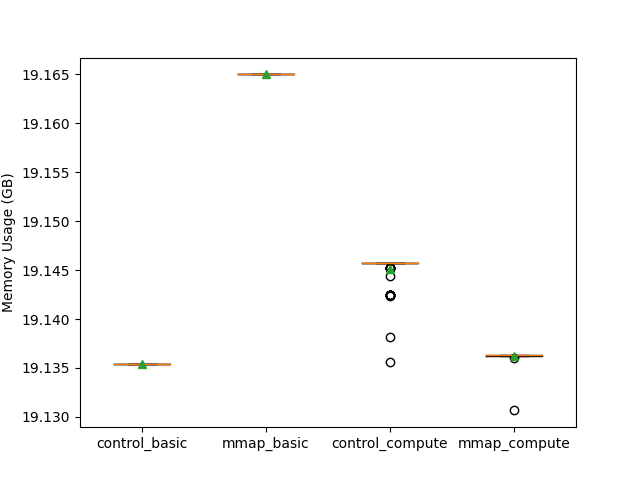 Memory Usage (GB)
19.165
19.160
19.155
19.150
19.145
19.140
19.135
19.130
control_basic
mmap_basic
control_compute
mmap_compute